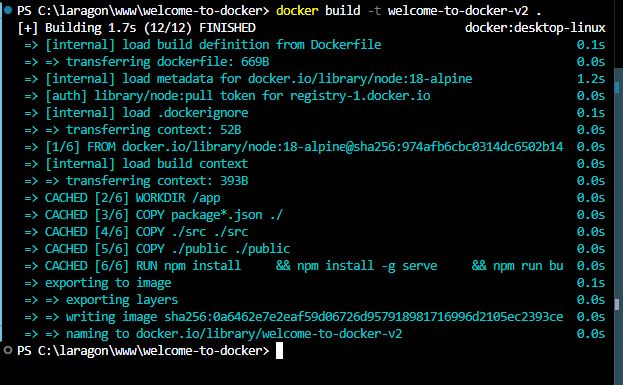 PS C:\laragon\www\welcome-to-docker> docker build -t welcome-to-docker-v2 .
[+] Building 1.7s (12/12) FINISHED docker:desktop-linux
=> [internal] load build definition from Dockerfile 0.1s
=> => transferring dockerfile: 669B 0.0s
=> [internal] load metadata for docker.io/library/node:18-alpine 1.2s
=> [auth] library/node:pull token for registry-1.docker.io 0.0s
=> [internal] load .dockerignore 0.1s
=> => transferring context: 52B 0.0s
=> [1/6] FROM docker.io/library/node:18-alpine@sha256:974afb6cbc0314dc6502b14 0.0s
=> [internal] load build context 0.0s
=> => transferring context: 393B 0.0s
=> CACHED [2/6] WORKDIR /app 0.0s
=> CACHED [3/6] COPY package*.json ./ 0.0s
=> CACHED [4/6] COPY ./src ./src 0.0s
=> CACHED [5/6] COPY ./public ./public 0.0s
=> CACHED [6/6] RUN npm install && npm install -g serve && npm run bu 0.0s
=> exporting to image 0.1s
=> => exporting layers 0.0s
=> => writing image sha256:0a6462e7e2eaf59d06726d957918981716996d2105ec2393ce 0.0s
=> => naming to docker.io/library/welcome-to-docker-v2 0.0s
PS C:\laragon\www\welcome-to-docker>